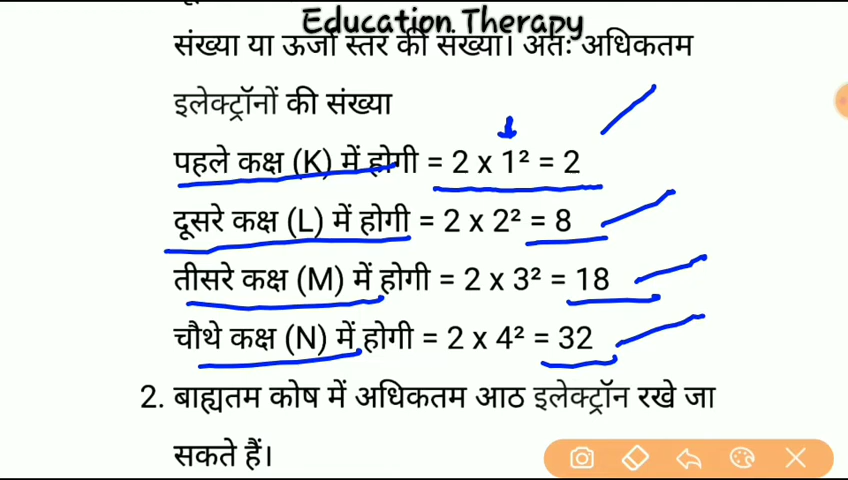 Education Therapy
संख्या या ऊर्जा स्तर की संख्या। अतः अधिकतम
इलेक्ट्रॉनों की संख्या
पहले कक्ष (K) में होगी = 2 x 1² = 2
दूसरे कक्ष (L) में होगी = 2 x 2² = 8
तीसरे कक्ष (M) में होगी = 2 x 3² = 18
चौथे कक्ष (N) में होगी = 2 x 4² = 32
2. बाह्यतम कोष में अधिकतम आठ इलेक्ट्रॉन रखे जा
सकते हैं।